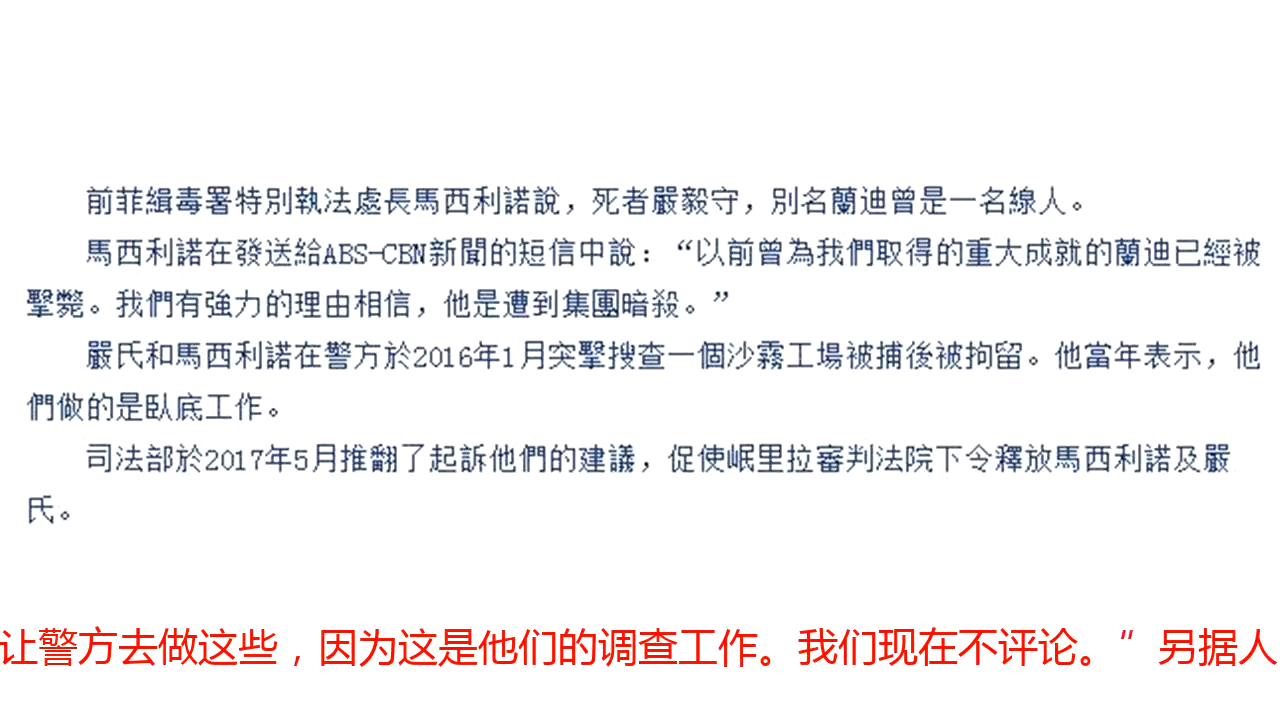 前菲緝毒署特別執法處長馬西利諾說，死者嚴毅守，別名蘭迪曾是一名線人。
馬西利諾在發送給ABS-CBN新聞的短信中說：“以前曾為我們取得的重大成就的蘭迪已經被
擊斃。我們有強力的理由相信，他是遭到集團暗殺。”
嚴氏和馬西利諾在警方於2016年1月突擊搜查一個沙霧工場被捕後被拘留。他當年表示，他
們做的是臥底工作。
司法部於2017年5月推翻了起訴他們的建議，促使岷里拉審判法院下令釋放馬西利諾及嚴
氏。
让警方去做这些，因为这是他们的调查工作。我们现在不评论。”另据人